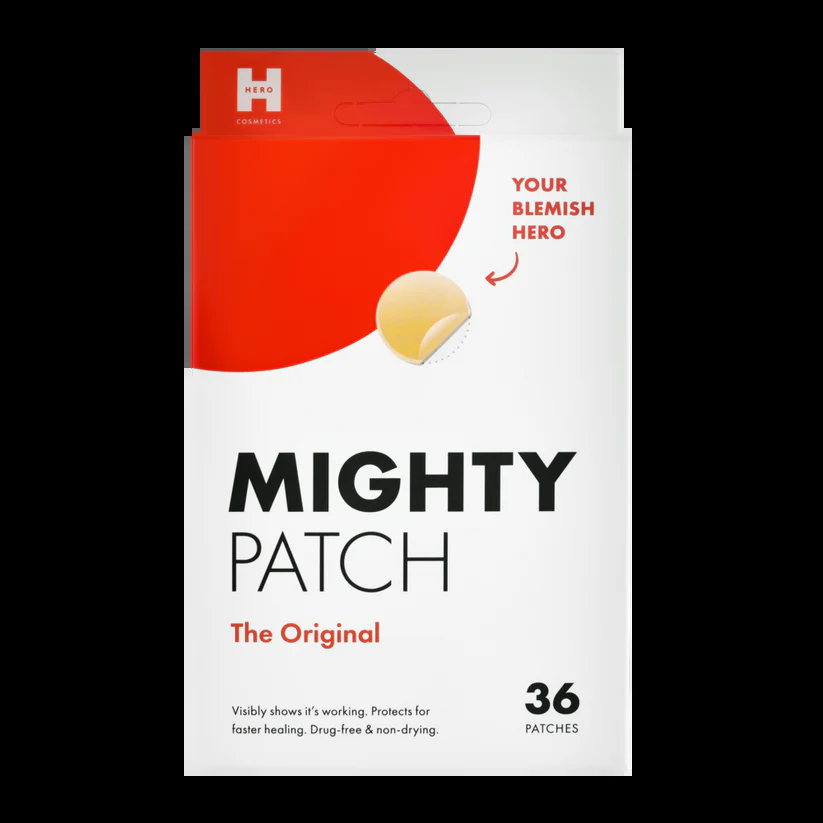 HERO
COSMETICS
YOUR
BLEMISH
HERO
MIGHTY
PATCH
The Original
Visibly shows it's working. Protects for
faster healing. Drug-free & non-drying.
36
PATCHES